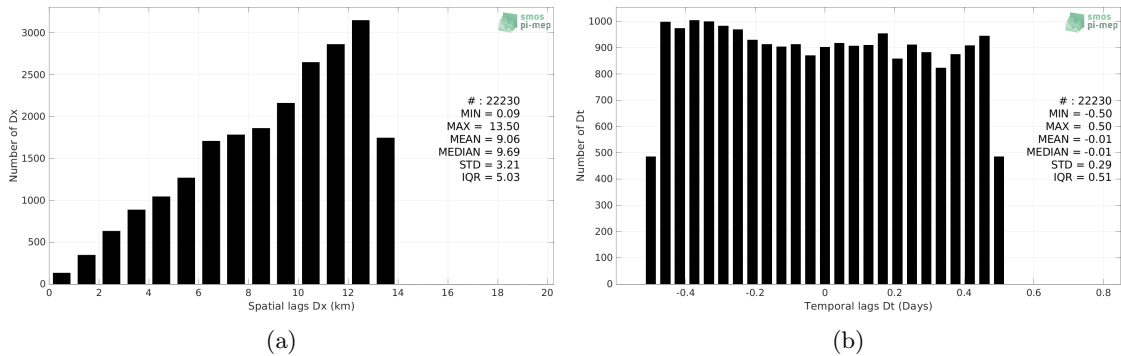 smos
pi-mep
3000
2500
2000
1500
1000
500
0
Number of Dx
# : 22230
MIN = 0.09
MAX = 13.50
MEAN = 9.06
MEDIAN = 9.69
STD = 3.21
IQR = 5.03
0 2 4 6 8 10 12 14 16 18 20
Spatial lags Dx (km)
(a)
smos
pi-mep
1000
900
800
700
600
500
400
300
200
100
0
Number of Dt
# : 22230
MIN = -0.50
MAX = 0.50
MEAN = -0.01
MEDIAN = -0.01
STD = 0.29
IQR = 0.51
-0.4 -0.2 0 0.2 0.4 0.6 0.8
Temporal lags Dt (Days)
(b)